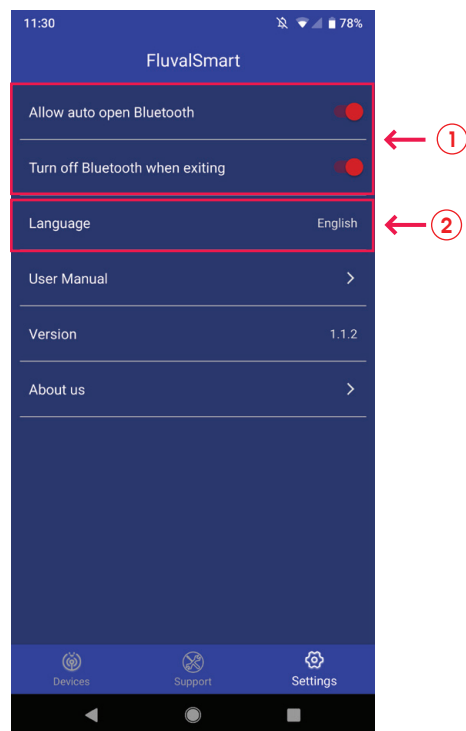 11:30 78%
FluvalSmart
Allow auto open Bluetooth
1
Turn off Bluetooth when exiting
Language English
2
User Manual
Version 1.1.2
About us
Devices Support Settings